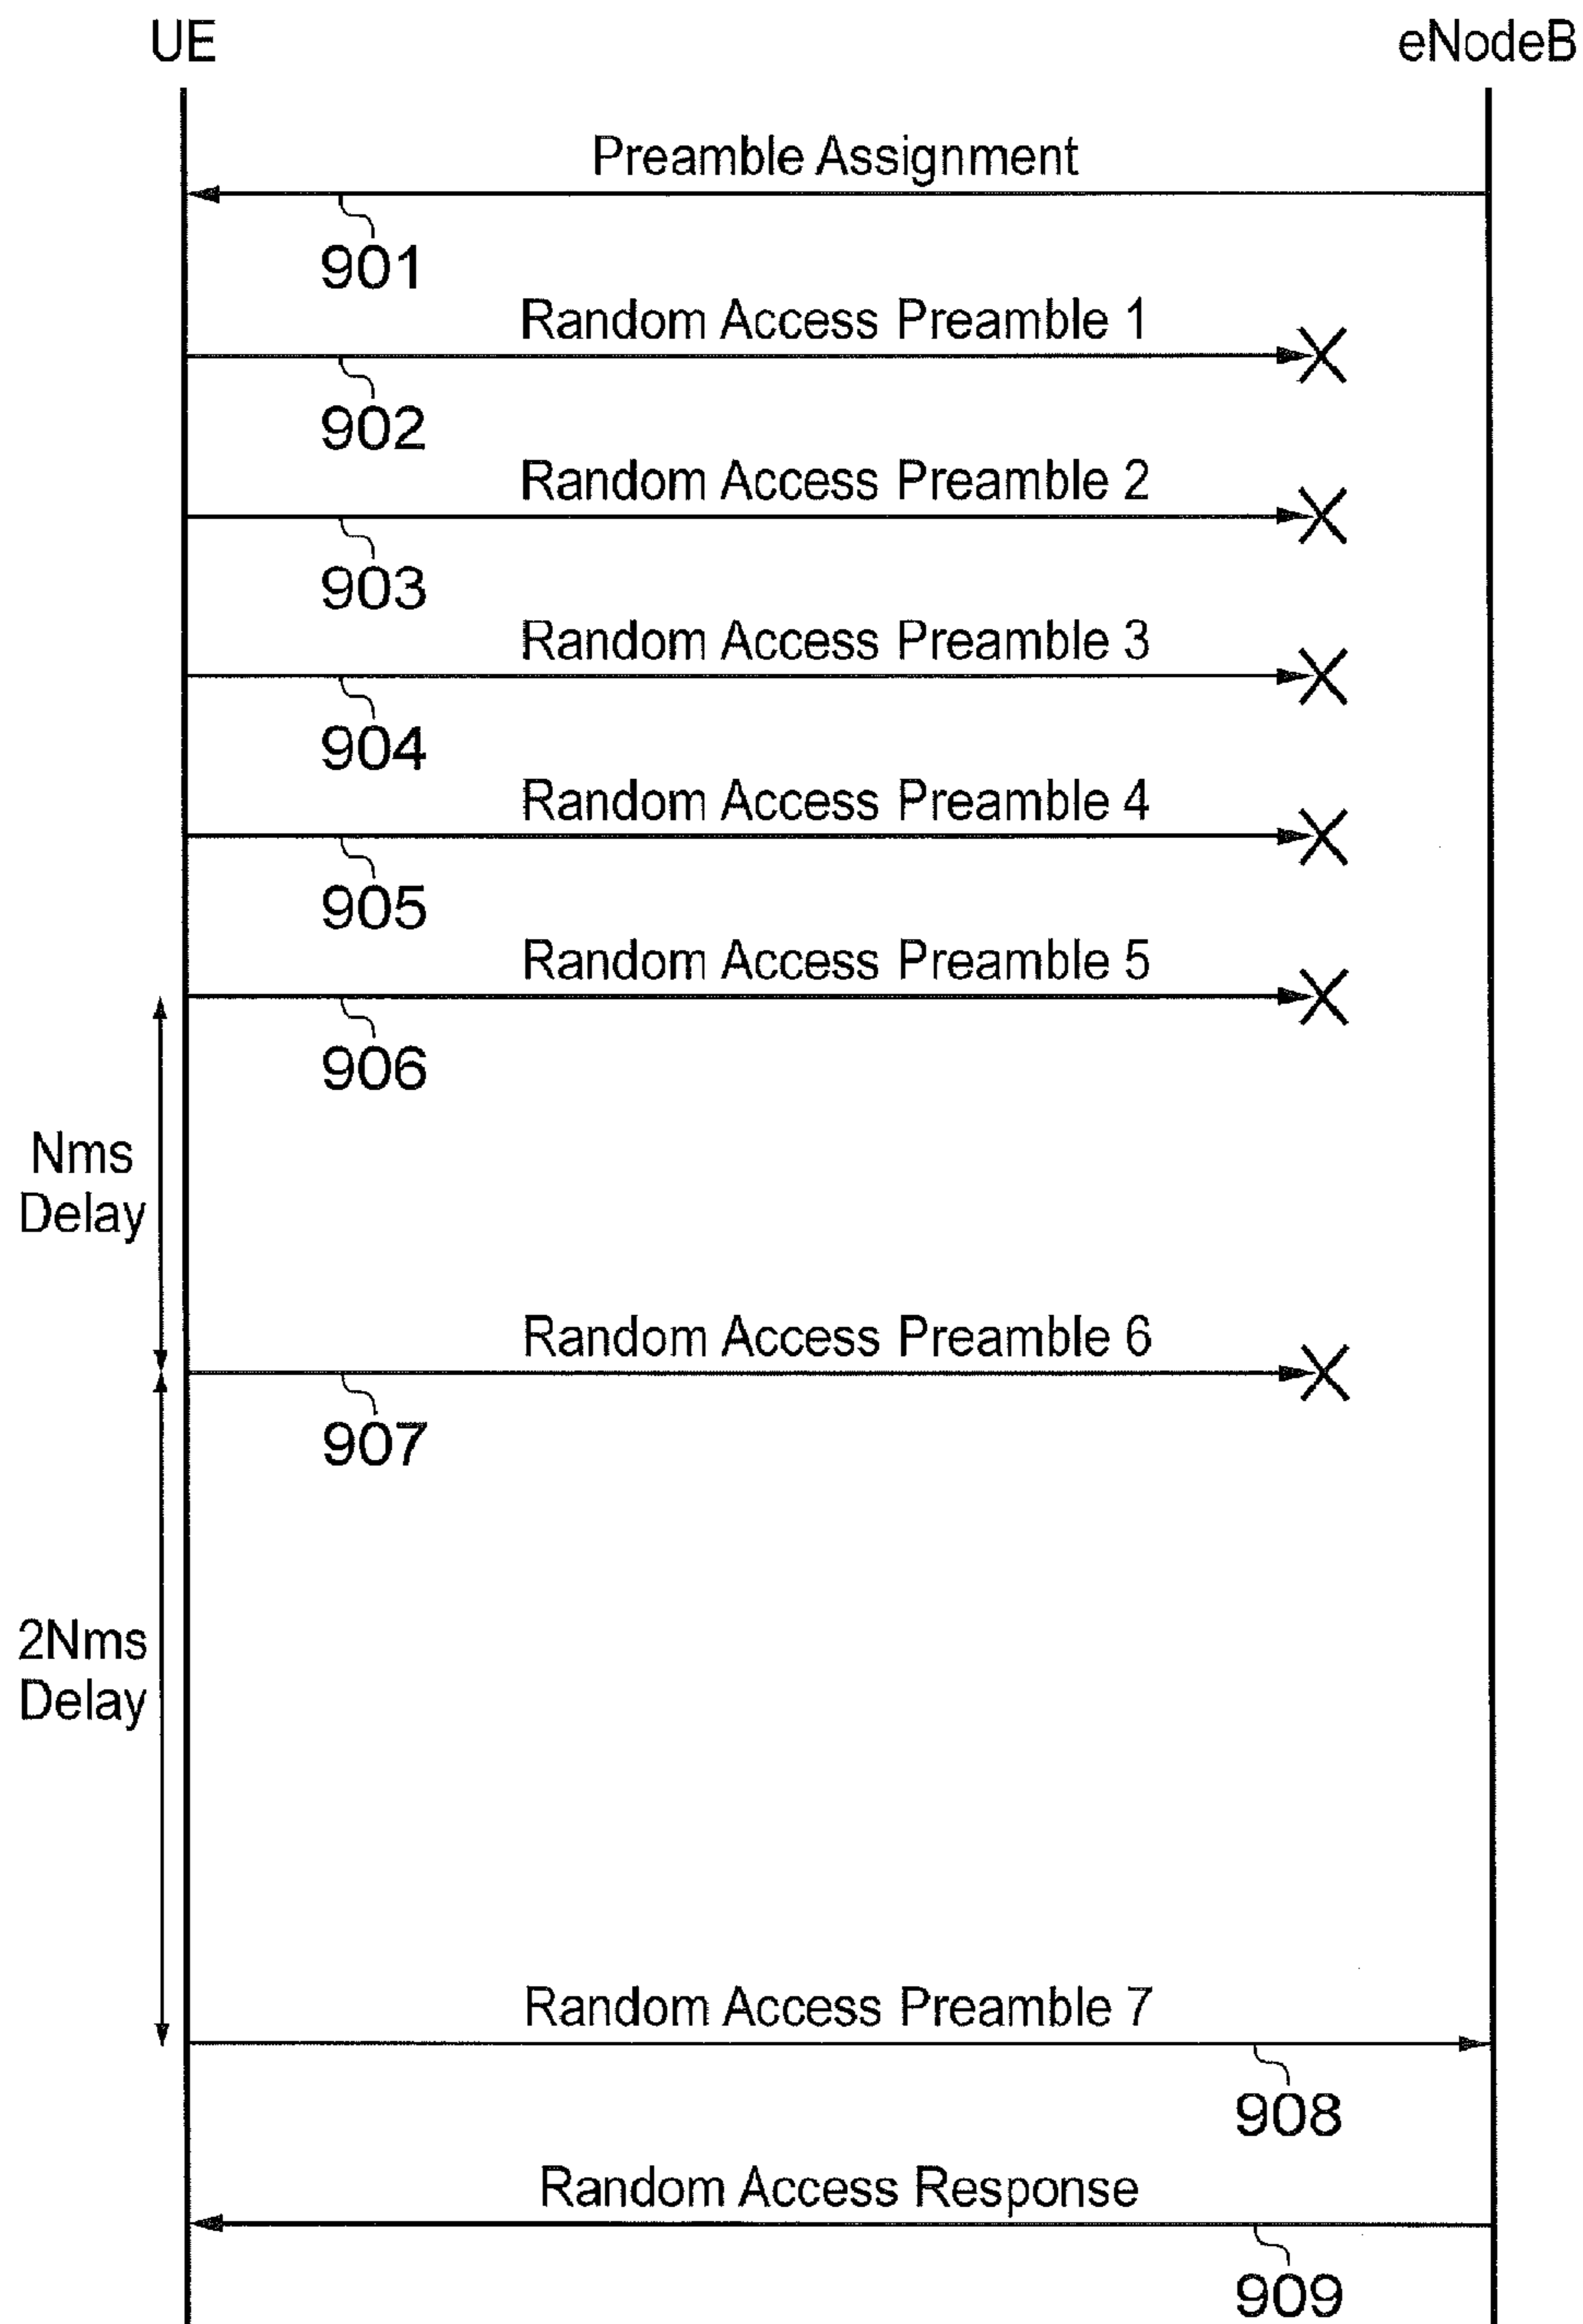 UE
eNodeB
Preamble Assignment
901
Random Access Preamble 1
902
Random Access Preamble 2
903
Random Access Preamble 3
904
Random Access Preamble 4
905
Random Access Preamble 5
906
Nms
Delay
Random Access Preamble 6
907
2Nms
Delay
Random Access Preamble 7
908
Random Access Response
909